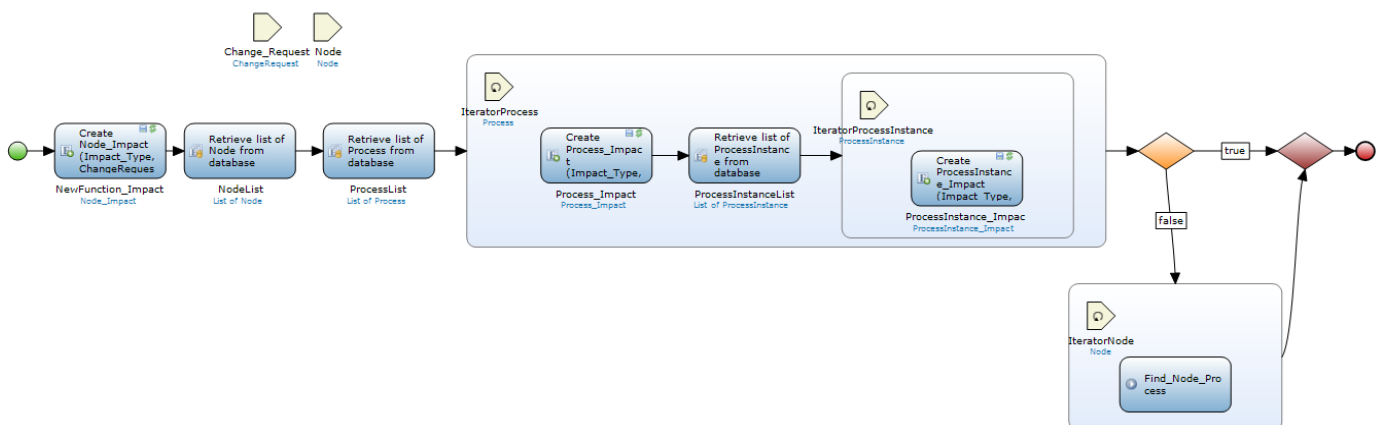 Change_Request
ChangeRequest
Node
Node
Create
Node_Impact
(Impact_Type,
ChangeReques
NewFunction_Impact
Node_Impact
Retrieve list of
Node from
database
NodeList
List of Node
Retrieve list of
Process from
database
ProcessList
List of Process
IteratorProcess
Process
Create
Process_Impac
t
(Impact_Type,
Process_Impact
Process_Impact
Retrieve list of
ProcessInstanc
e from
database
ProcessInstanceList
List of ProcessInstance
IteratorProcessInstance
ProcessInstance
Create
ProcessInstanc
e_Impact
(Impact_Type,
ProcessInstance_Impac
ProcessInstance_Impact
true
false
IteratorNode
Node
Find_Node_Pro
cess